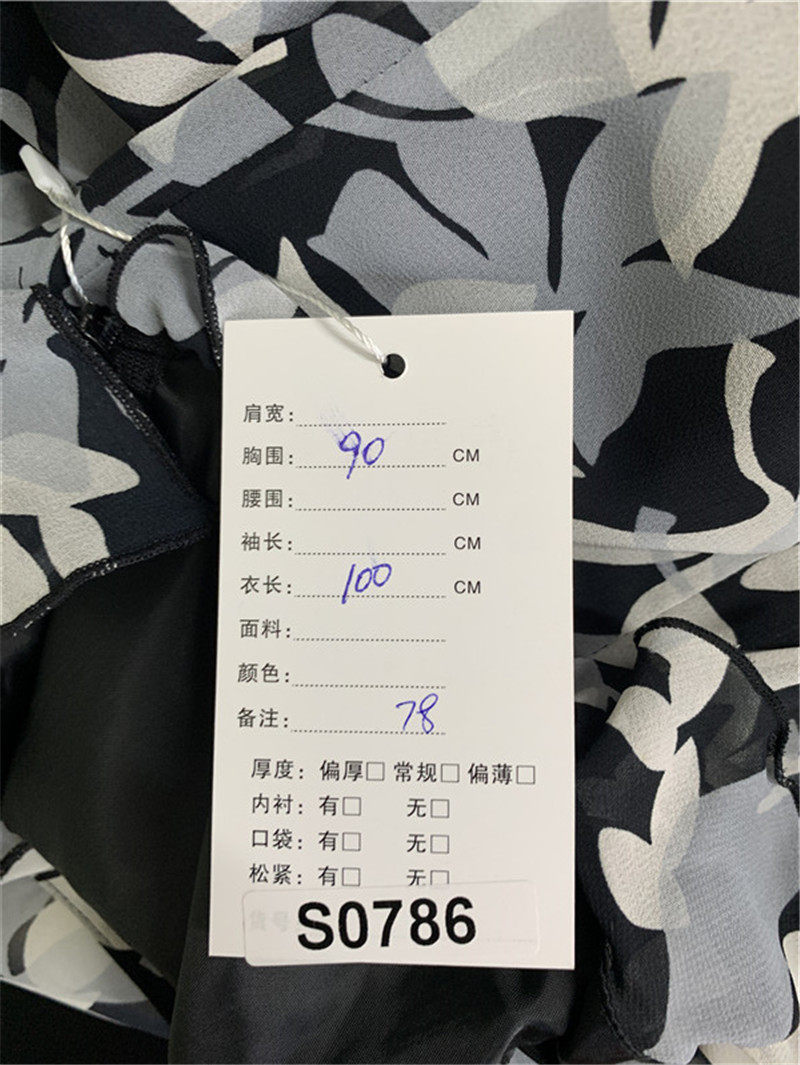 肩宽:
胸围: 90 CM
腰围: CM
袖长: CM
衣长: 100 CM
面料:
颜色:
备注: 78
厚度: 偏厚□ 常规□ 偏薄□
内衬: 有□ 无□
口袋: 有□ 无□
松紧: 有□ 无□
货号 S0786